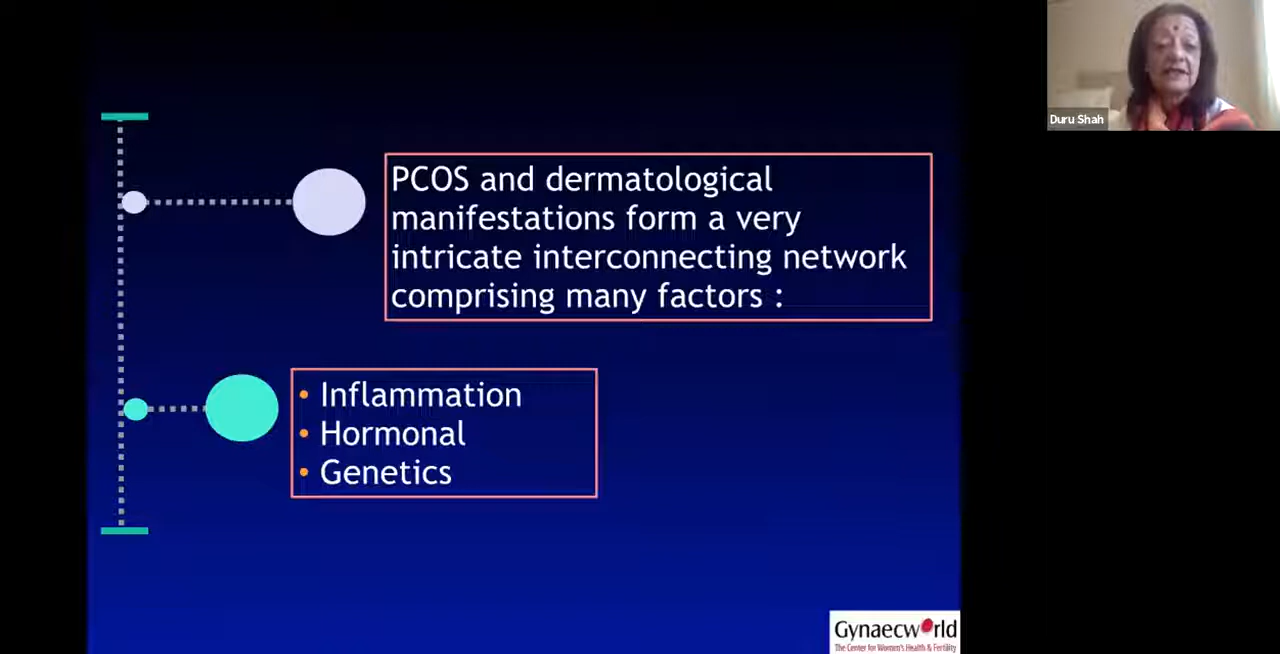 Duru Shah
PCOS and dermatological
manifestations form a very
intricate interconnecting network
comprising many factors :
• Inflammation
• Hormonal
• Genetics
Gynaecworld
The Center for Women's Health & Fertility